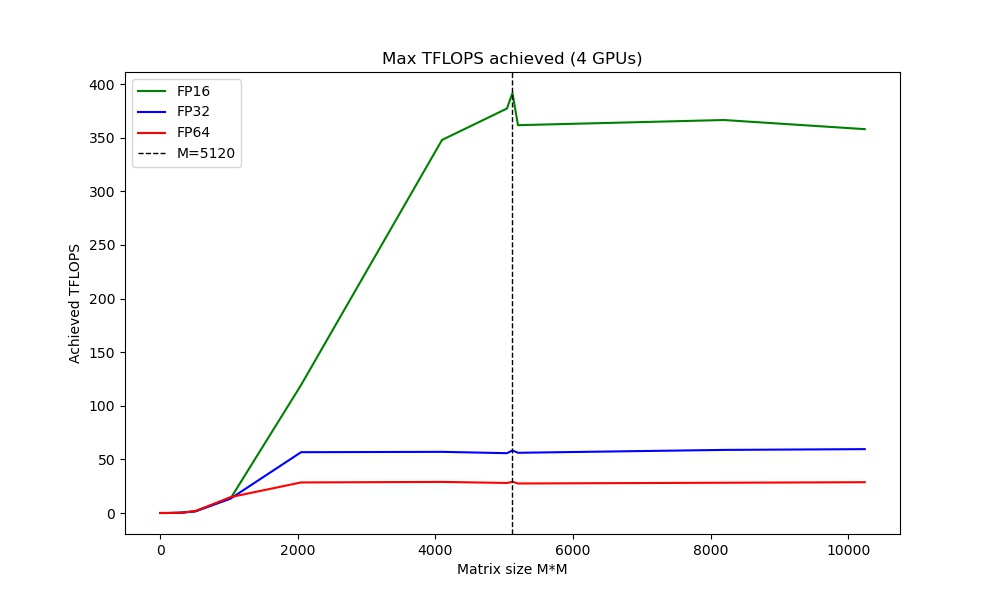 Max TFLOPS achieved (4 GPUs)
FP16
FP32
FP64
M=5120
400
350
300
250
200
150
100
50
0
Achieved TFLOPS
0 2000 4000 6000 8000 10000
Matrix size M*M